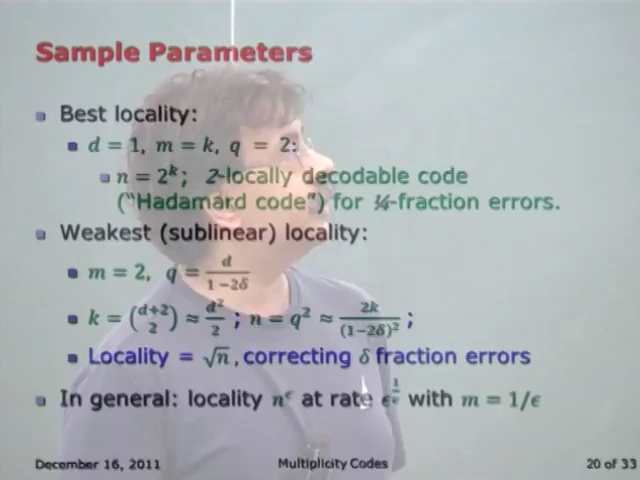 Sample Parameters
Best locality:
d = 1, m = k, q = 2:
n = 2^k; 2-locally decodable code
("Hadamard code") for ¼-fraction errors.
Weakest (sublinear) locality:
m = 2, q = d/(1−2δ)
k = (d+2 choose 2) ≈ d²/2 ; n = q² ≈ 2k/(1−2δ)² ;
Locality = √n, correcting δ fraction errors
In general: locality n^ϵ at rate ϵ^(1/ϵ) with m = 1/ϵ
December 16, 2011 Multiplicity Codes 20 of 33